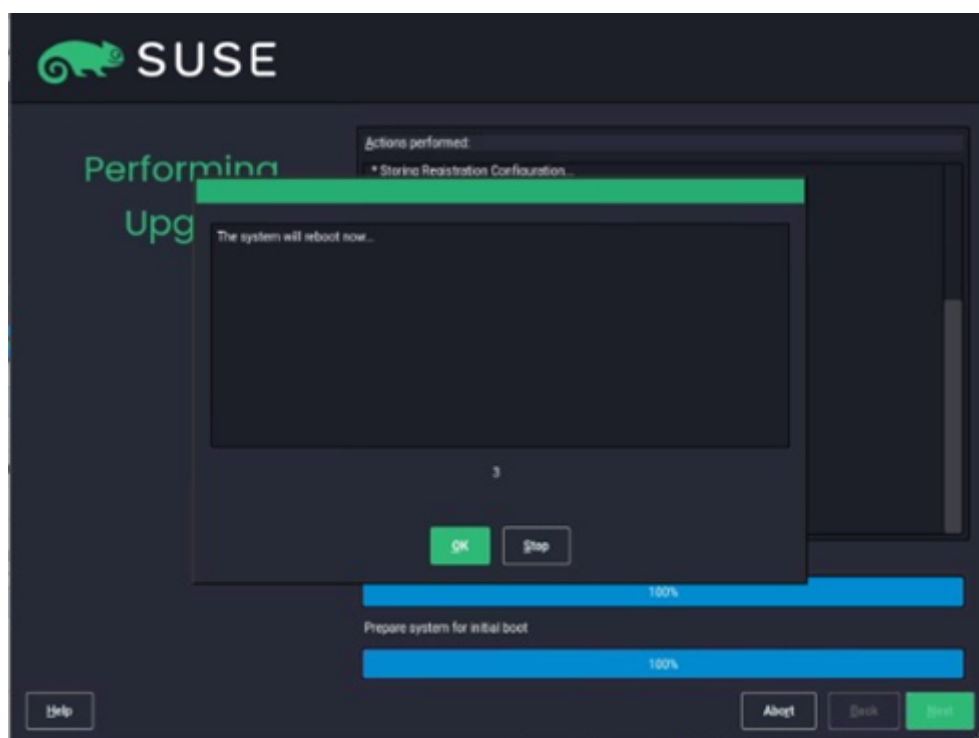 SUSE
Performing
Upg
Actions performed:
* Storing Registration Configuration...
The system will reboot now...
3
OK
Stop
100%
Prepare system for initial boot
100%
Help
Abort
Back
Next